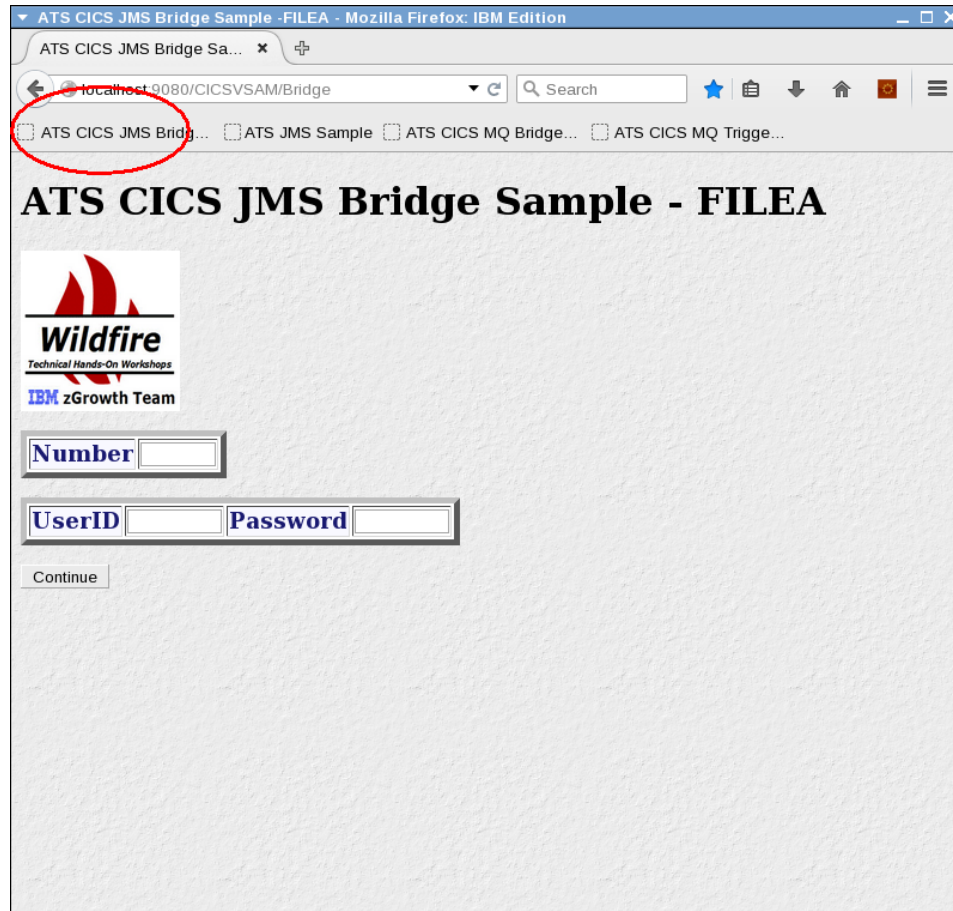 ATS CICS JMS Bridge Sample -FILEA - Mozilla Firefox: IBM Edition
ATS CICS JMS Bridge Sa...
localhost:9080/CICSVSAM/Bridge Search
ATS CICS JMS Bridg... ATS JMS Sample ATS CICS MQ Bridge... ATS CICS MQ Trigge...
ATS CICS JMS Bridge Sample - FILEA
Wildfire
Technical Hands-On Workshops
IBM zGrowth Team
Number
UserID Password
Continue